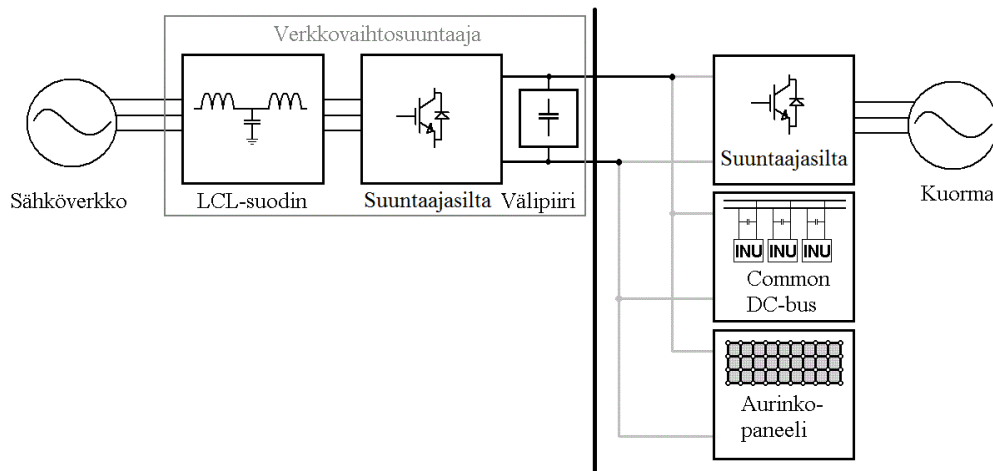 Verkkovaihtosuuntaaja
Sähköverkko
LCL-suodin
Suuntaajasilta
Välipiiri
Suuntaajasilta
Kuorma
INU INU INU
Common
DC-bus
Aurinko-
paneeli